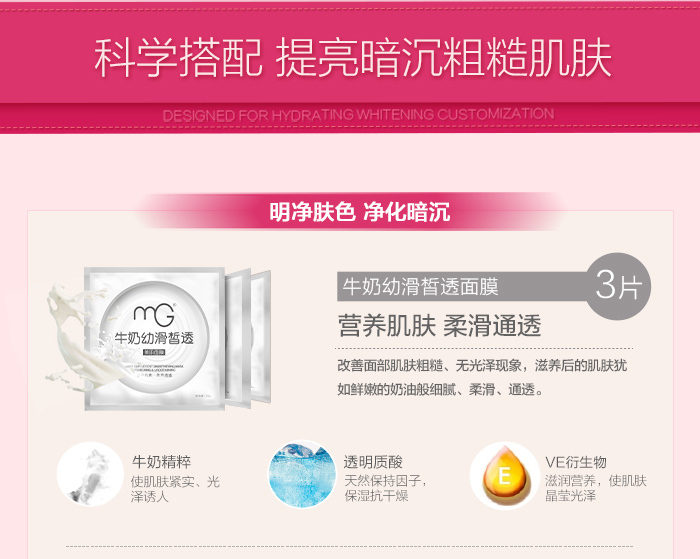 科学搭配 提亮暗沉粗糙肌肤
DESIGNED FOR HYDRATING WHITENING CUSTOMIZATION
明净肤色 净化暗沉
mG®
牛奶幼滑皙透
牛奶幼滑皙透面膜 3片
营养肌肤 柔滑通透
改善面部肌肤粗糙、无光泽现象，滋养后的肌肤犹
如鲜嫩的奶油般细腻、柔滑、通透。
牛奶精粹
使肌肤紧实、光
泽诱人
透明质酸
天然保持因子，
保湿抗干燥
E
VE衍生物
滋润营养，使肌肤
晶莹光泽